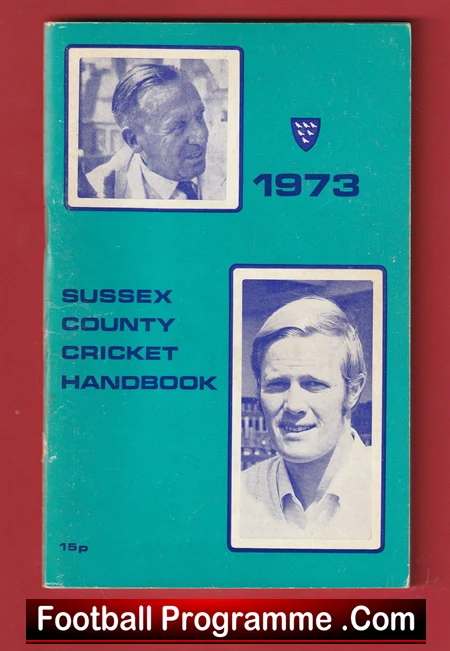 1973
SUSSEX
COUNTY
CRICKET
HANDBOOK
15p
Football Programme .Com